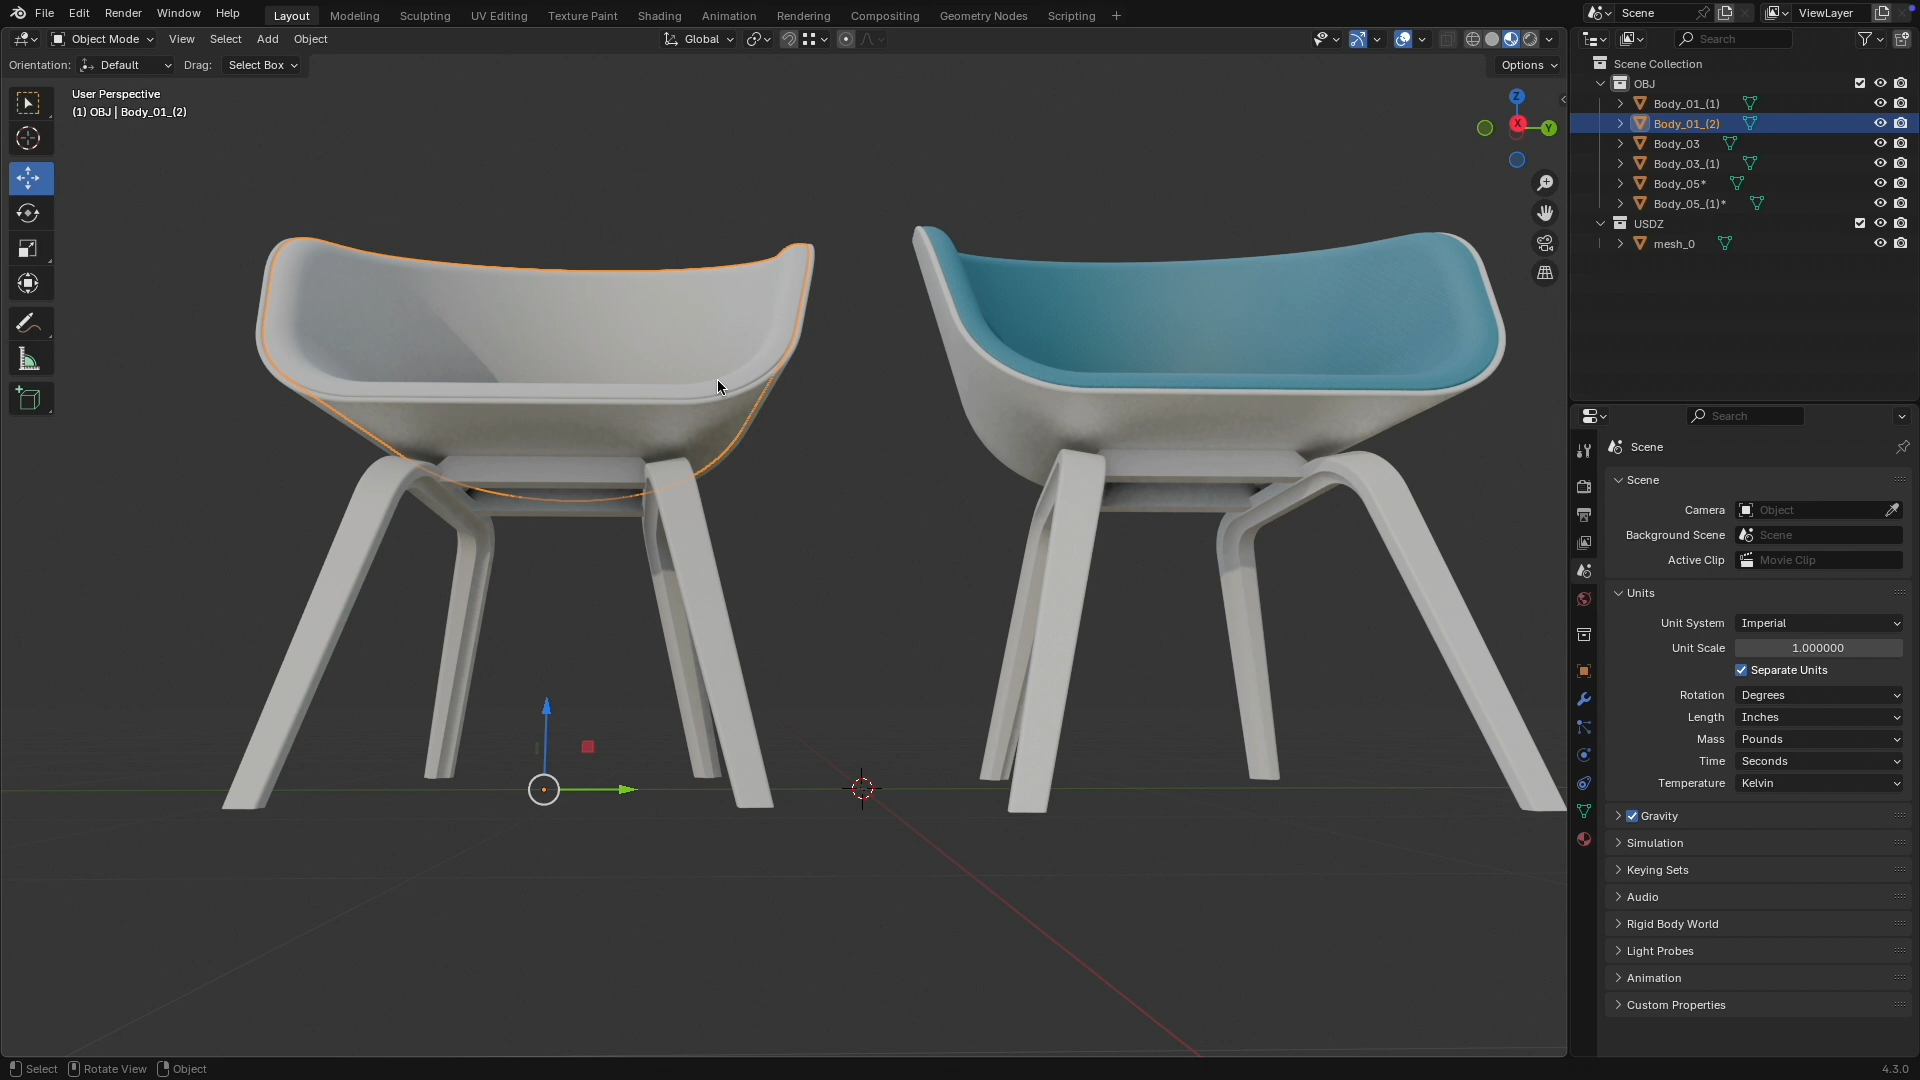 File Edit Render Window Help Layout Modeling Sculpting UV Editing Texture Paint Shading Animation Rendering Compositing Geometry Nodes Scripting + Scene ViewLayer
Object Mode View Select Add Object Global Search
Orientation: Default Drag: Select Box Options
User Perspective
(1) OBJ | Body_01_(2)
Z
X
Y
Scene Collection
OBJ
Body_01_(1)
Body_01_(2)
Body_03
Body_03_(1)
Body_05*
Body_05_(1)*
USDZ
mesh_0
Search
Scene
Scene
Camera Object
Background Scene Scene
Active Clip Movie Clip
Units
Unit System Imperial
Unit Scale 1.000000
Separate Units
Rotation Degrees
Length Inches
Mass Pounds
Time Seconds
Temperature Kelvin
Gravity
Simulation
Keying Sets
Audio
Rigid Body World
Light Probes
Animation
Custom Properties
Select Rotate View Object 4.3.0